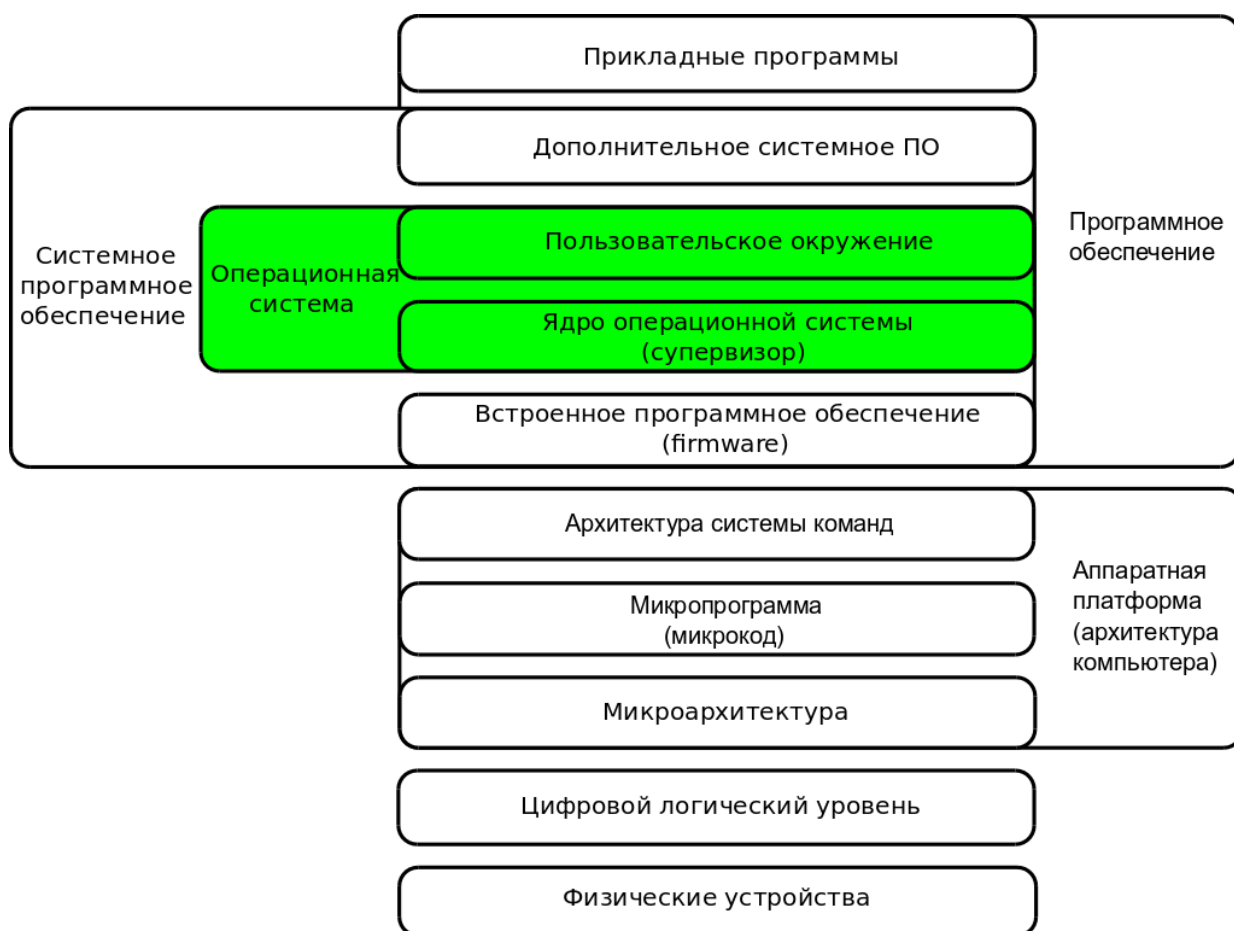 Прикладные программы
Дополнительное системное ПО
Системное
программное
обеспечение
Операционная
система
Пользовательское окружение
Ядро операционной системы
(супервизор)
Встроенное программное обеспечение
(firmware)
Программное
обеспечение
Архитектура системы команд
Микропрограмма
(микрокод)
Микроархитектура
Аппаратная
платформа
(архитектура
компьютера)
Цифровой логический уровень
Физические устройства